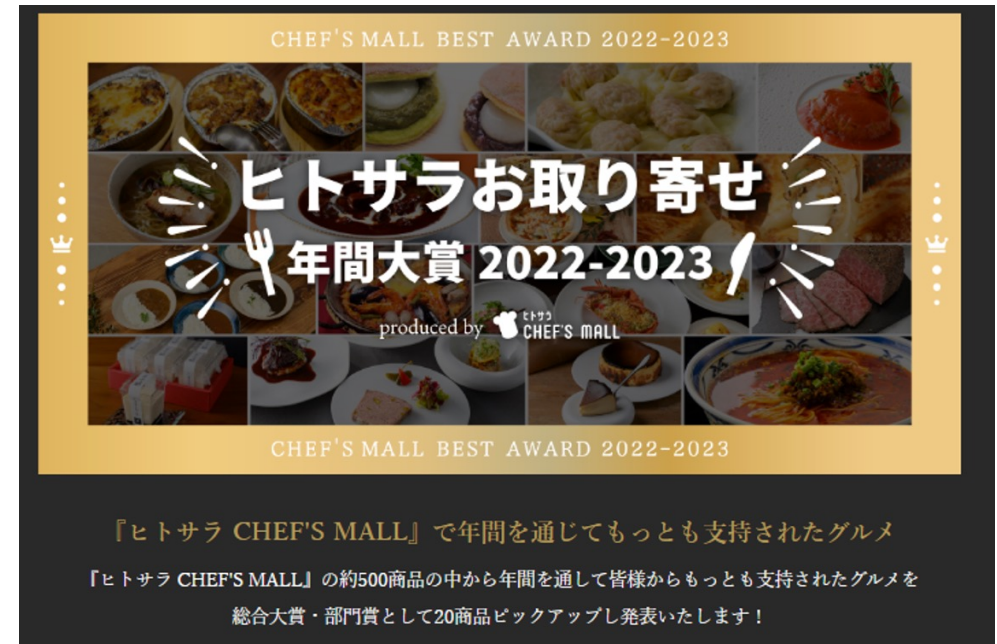 CHEF'S MALL BEST AWARD 2022-2023
ヒトサラお取り寄せ
年間大賞 2022-2023
produced by ヒトサラ CHEF'S MALL
CHEF'S MALL BEST AWARD 2022-2023
『ヒトサラ CHEF'S MALL』で年間を通じてもっとも支持されたグルメ
『ヒトサラ CHEF'S MALL』の約500商品の中から年間を通して皆様からもっとも支持されたグルメを
総合大賞・部門賞として20商品ピックアップし発表いたします！